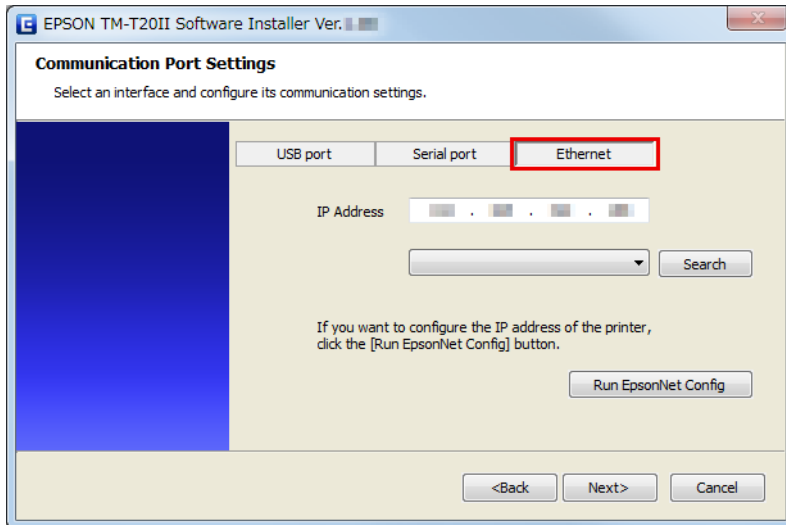 EPSON TM-T20II Software Installer Ver.
Communication Port Settings
Select an interface and configure its communication settings.
USB port Serial port Ethernet
IP Address . . .
Search
If you want to configure the IP address of the printer,
click the [Run EpsonNet Config] button.
Run EpsonNet Config
<Back Next> Cancel